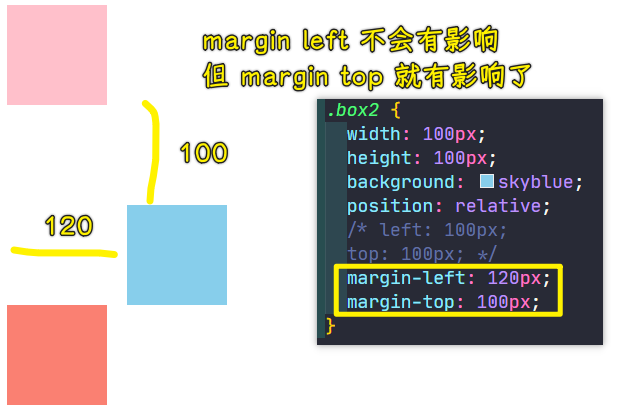 margin left 不会有影响
但 margin top 就有影响了
100
120
.box2 {
width: 100px;
height: 100px;
background: skyblue;
position: relative;
/* left: 100px;
top: 100px; */
margin-left: 120px;
margin-top: 100px;
}